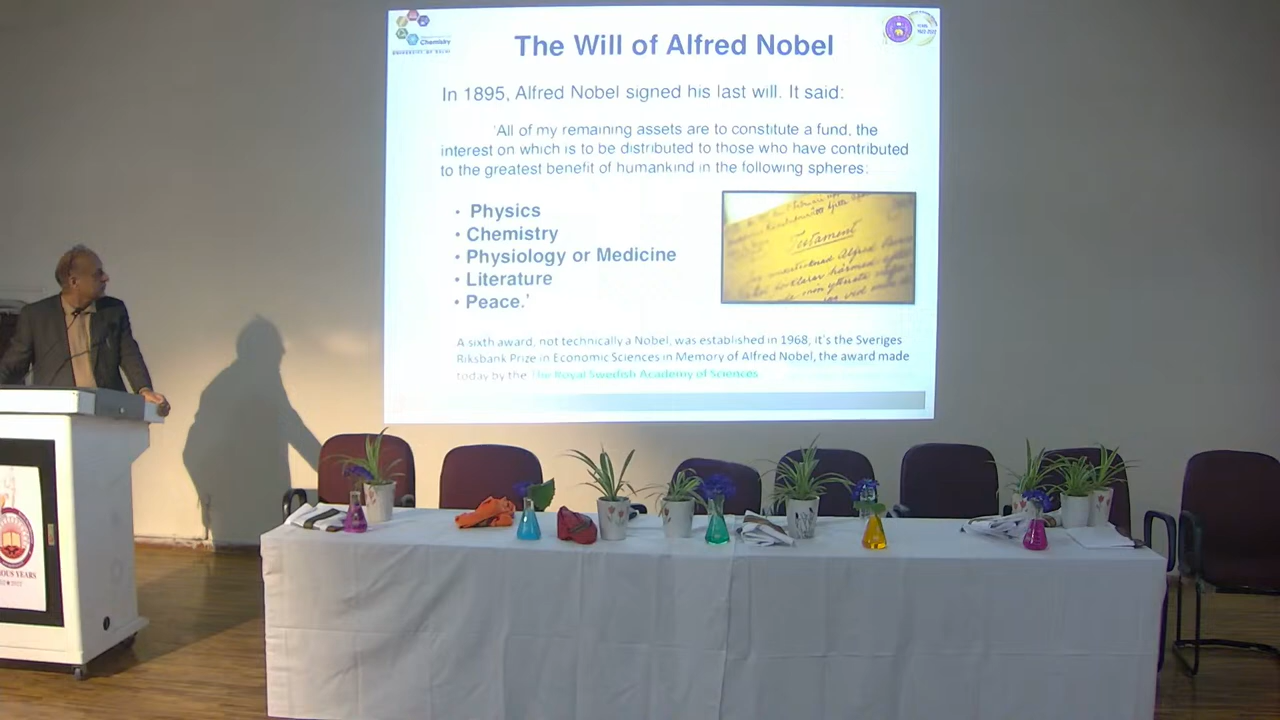 Chemistry
UNIVERSITY OF DELHI
The Will of Alfred Nobel
In 1895, Alfred Nobel signed his last will. It said:
'All of my remaining assets are to constitute a fund, the
interest on which is to be distributed to those who have contributed
to the greatest benefit of humankind in the following spheres:
• Physics
• Chemistry
• Physiology or Medicine
• Literature
• Peace.'
Testament
A sixth award, not technically a Nobel, was established in 1968, it's the Sveriges
Riksbank Prize in Economic Sciences in Memory of Alfred Nobel, the award made
today by the The Royal Swedish Academy of Sciences
YEARS